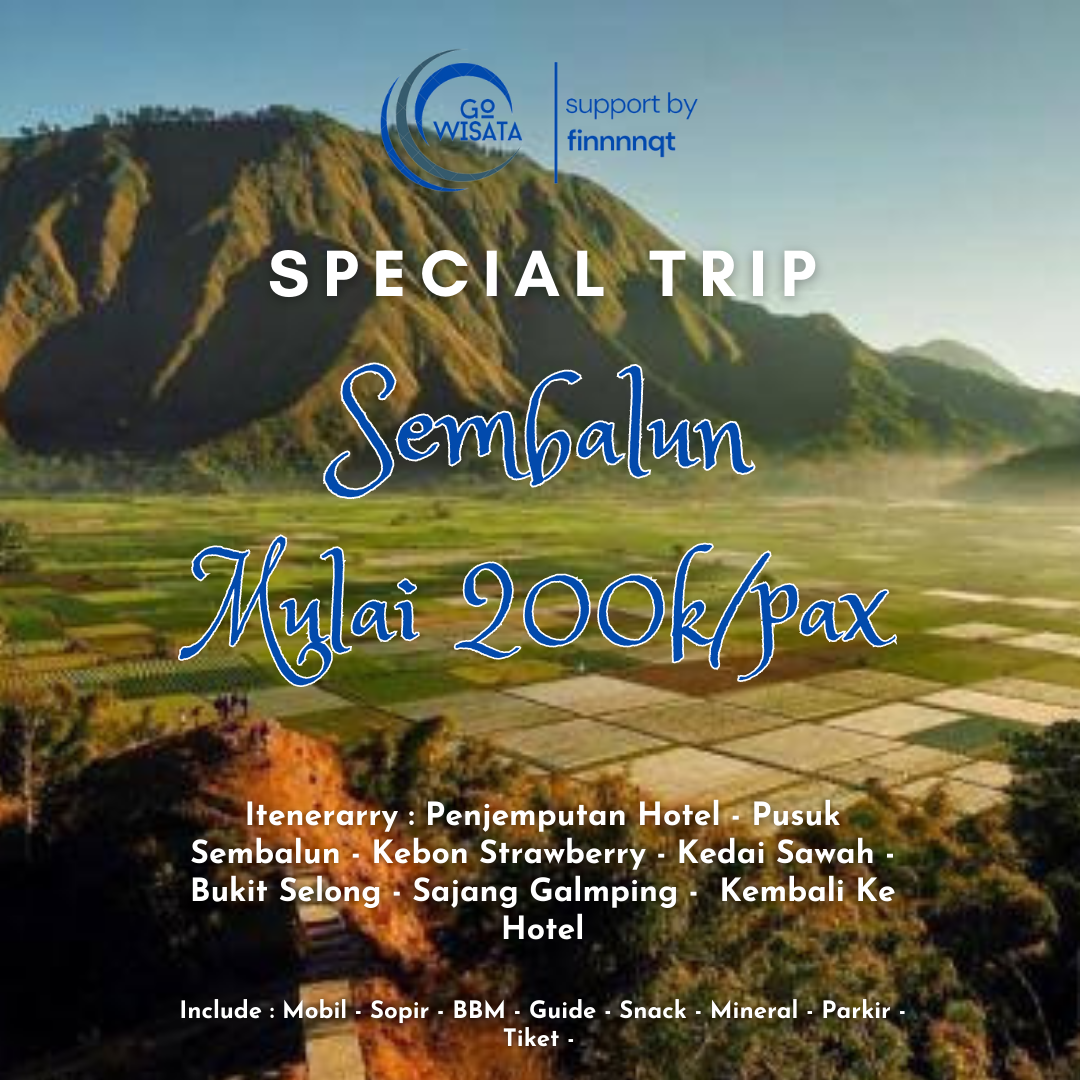 GO
WISATA
support by
finnnnqt
SPECIAL TRIP
Sembalun
Mulai 200k/pax
Itenerarry : Penjemputan Hotel - Pusuk
Sembalun - Kebon Strawberry - Kedai Sawah -
Bukit Selong - Sajang Galmping - Kembali Ke
Hotel
Include : Mobil - Sopir - BBM - Guide - Snack - Mineral - Parkir -
Tiket -